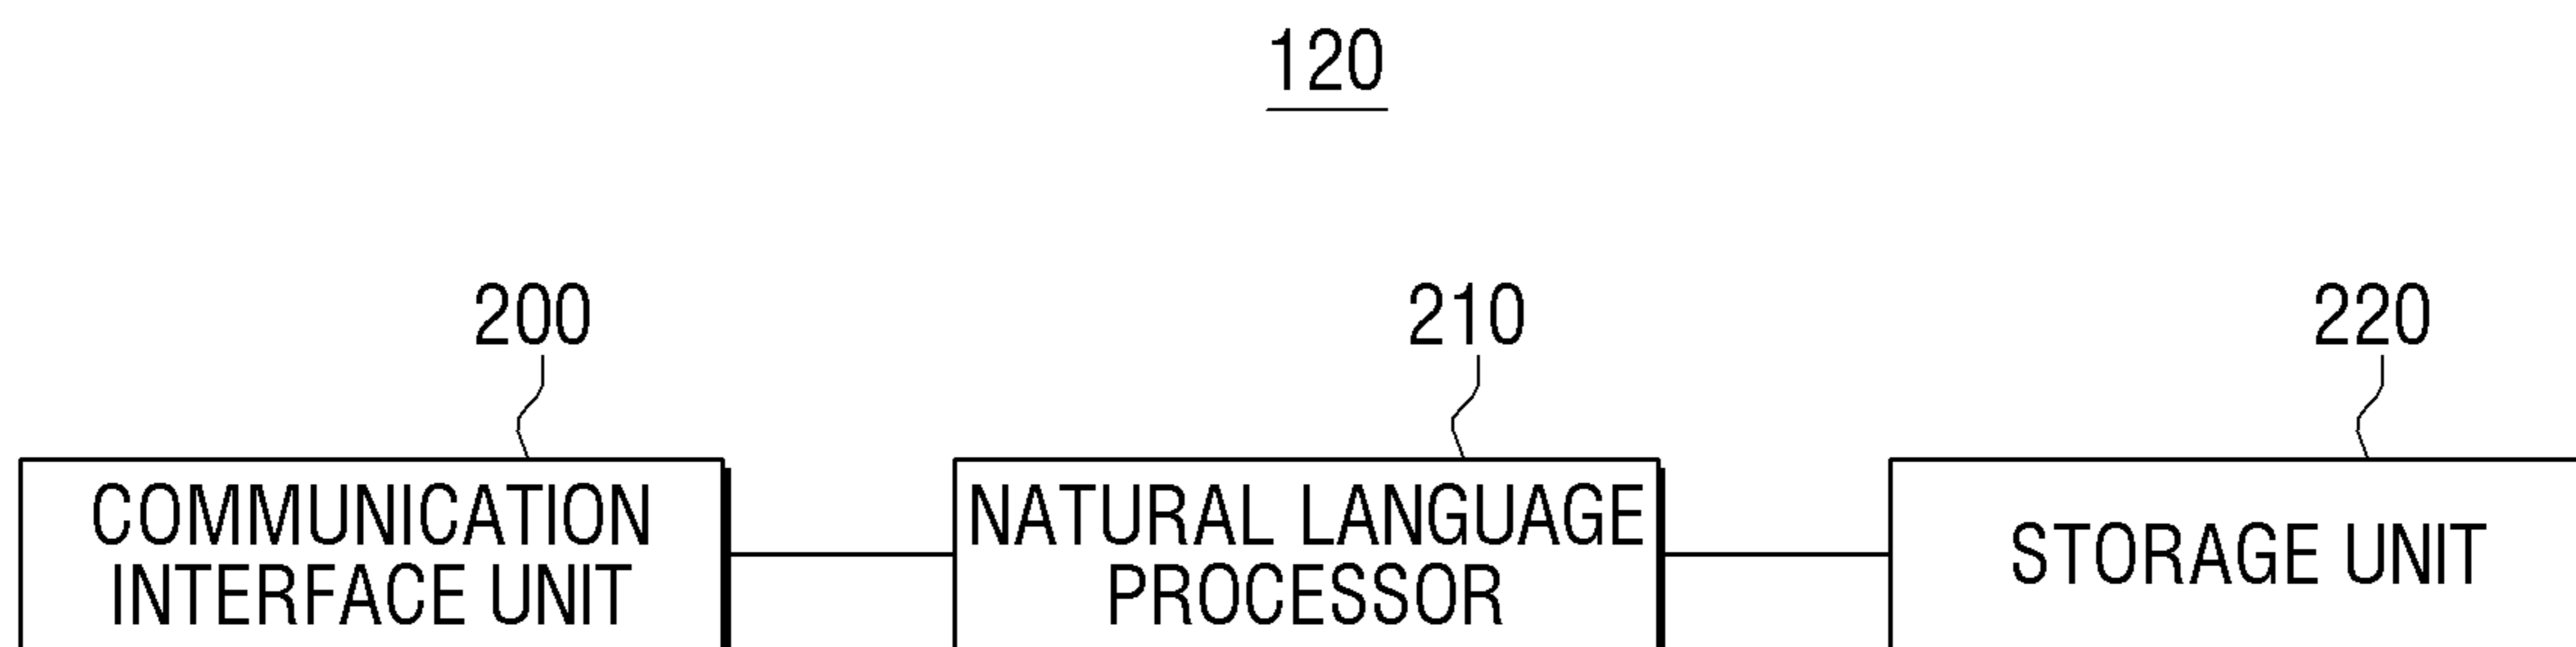 120
200
210
220
COMMUNICATION
INTERFACE UNIT
NATURAL LANGUAGE
PROCESSOR
STORAGE UNIT